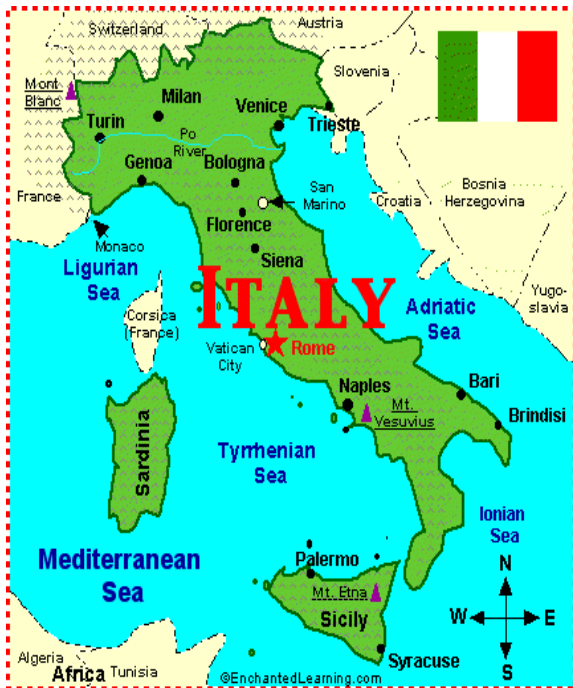 Switzerland
Austria
Mont
Blanc
Slovenia
Milan
Venice
Trieste
Turin
Po
River
Genoa
Bologna
San
Marino
France
Bosnia
Herzegovina
Croatia
Florence
Monaco
Siena
Ligurian
Sea
ITALY
Yugo-
slavia
Adriatic
Sea
Corsica
(France)
Vatican
City
Rome
Naples
Mt.
Vesuvius
Bari
Brindisi
Sardinia
Tyrrhenian
Sea
Ionian
Sea
Mediterranean
Sea
Palermo
Mt. Etna
Sicily
N
W
E
S
Syracuse
Algeria
Africa
Tunisia
©EnchantedLearning.com